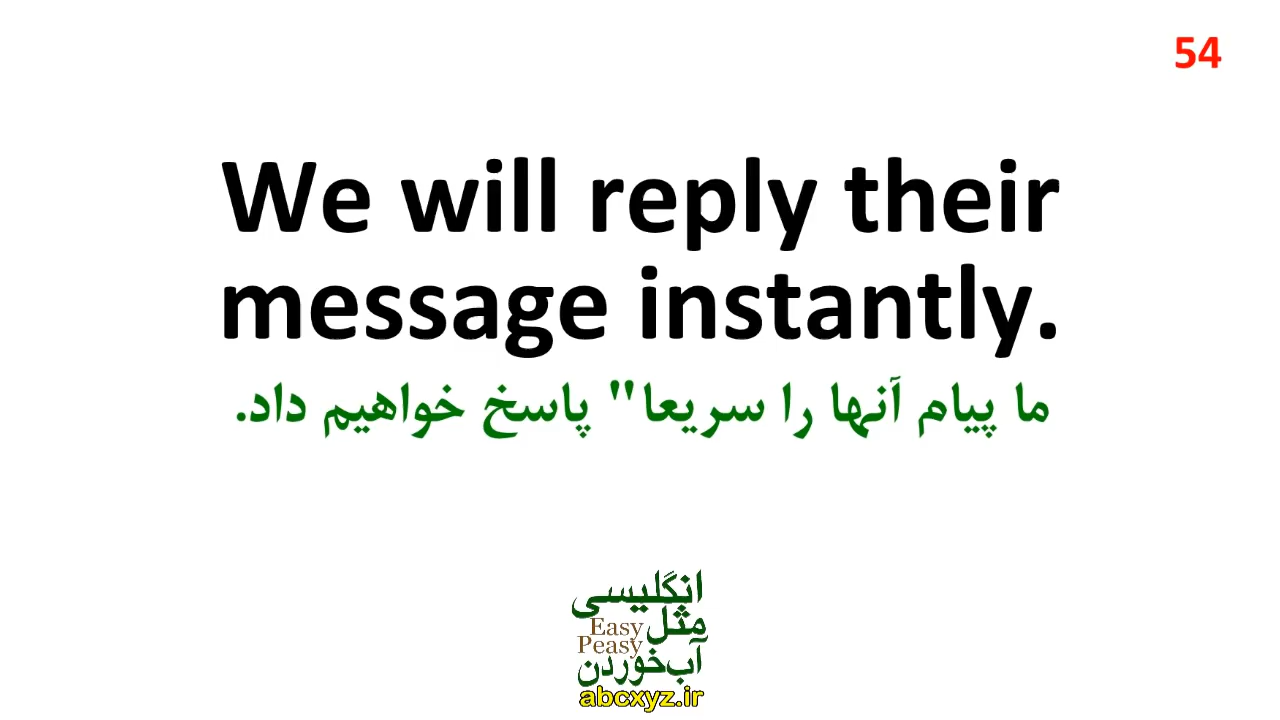 54
We will reply their
message instantly.
ما پیام آنها را سریعا" پاسخ خواهیم داد.
انگلیسی
مثل
Easy
Peasy
آب‌خوردن
abcxyz.ir